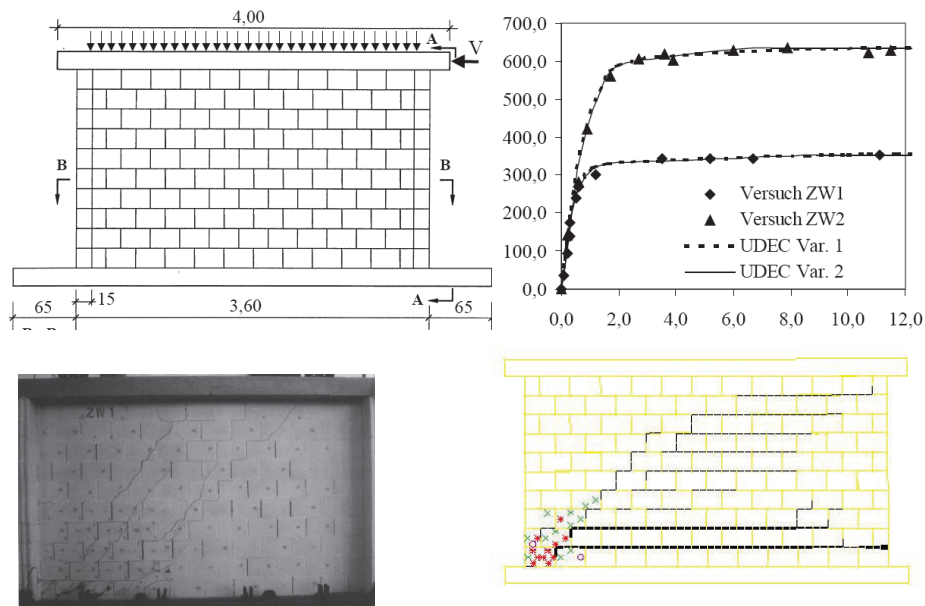 4,00
A
V
B
B
A
15
65
3,60
65
700,0
600,0
500,0
400,0
300,0
200,0
100,0
0,0
0,0 2,0 4,0 6,0 8,0 10,0 12,0
Versuch ZW1
Versuch ZW2
UDEC Var. 1
UDEC Var. 2
ZW1